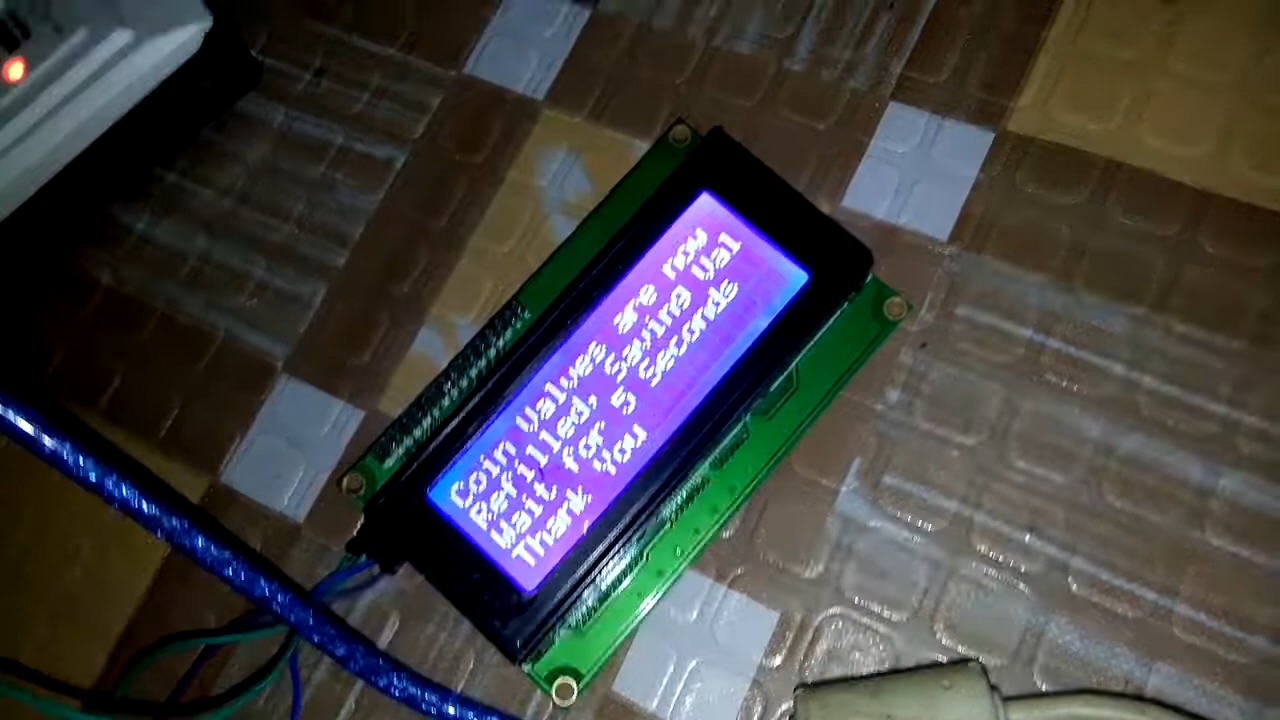 Coin Values are now
Refilled, Saving Val
Wait for 5 Seconds
Thank You